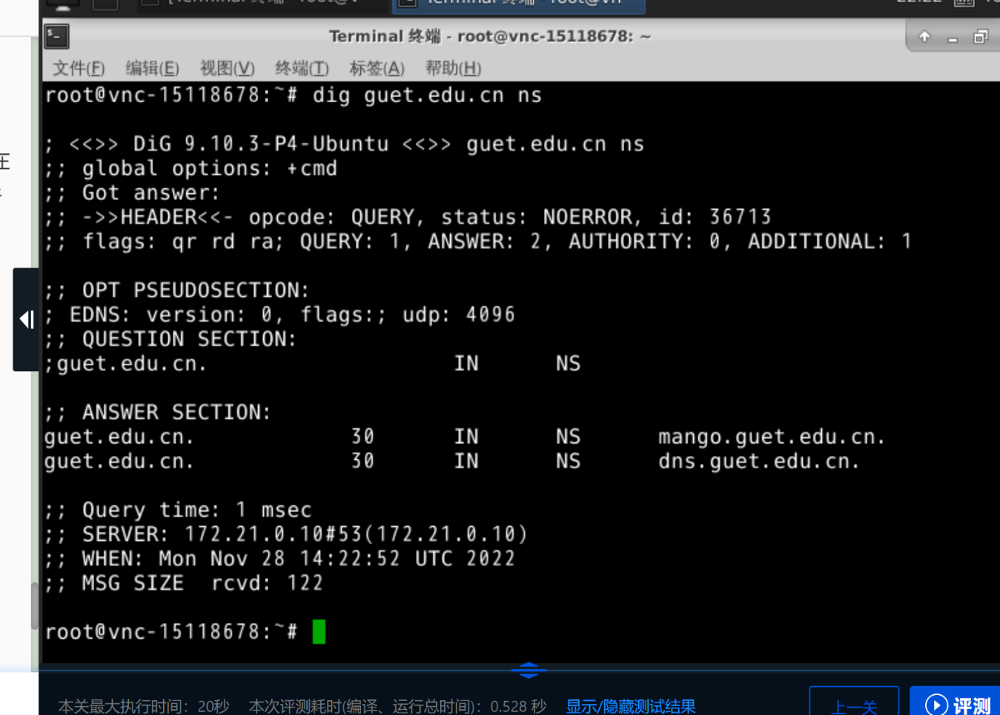 Terminal 终端 - root@vnc-15118678: ~
文件(F) 编辑(E) 视图(V) 终端(T) 标签(A) 帮助(H)
root@vnc-15118678:~# dig guet.edu.cn ns
; <<>> DiG 9.10.3-P4-Ubuntu <<>> guet.edu.cn ns
;; global options: +cmd
;; Got answer:
;; ->>HEADER<<- opcode: QUERY, status: NOERROR, id: 36713
;; flags: qr rd ra; QUERY: 1, ANSWER: 2, AUTHORITY: 0, ADDITIONAL: 1
;; OPT PSEUDOSECTION:
; EDNS: version: 0, flags:; udp: 4096
;; QUESTION SECTION:
;guet.edu.cn. IN NS
;; ANSWER SECTION:
guet.edu.cn. 30 IN NS mango.guet.edu.cn.
guet.edu.cn. 30 IN NS dns.guet.edu.cn.
;; Query time: 1 msec
;; SERVER: 172.21.0.10#53(172.21.0.10)
;; WHEN: Mon Nov 28 14:22:52 UTC 2022
;; MSG SIZE rcvd: 122
root@vnc-15118678:~#
本关最大执行时间：20秒 本次评测耗时(编译、运行总时间)：0.528 秒 显示/隐藏测试结果 上一关 评测